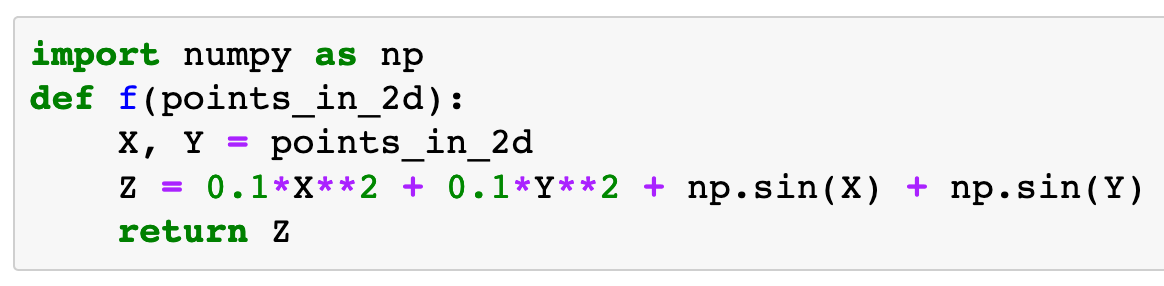 import numpy as np
def f(points_in_2d):
    X, Y = points_in_2d
    Z = 0.1*X**2 + 0.1*Y**2 + np.sin(X) + np.sin(Y)
    return Z